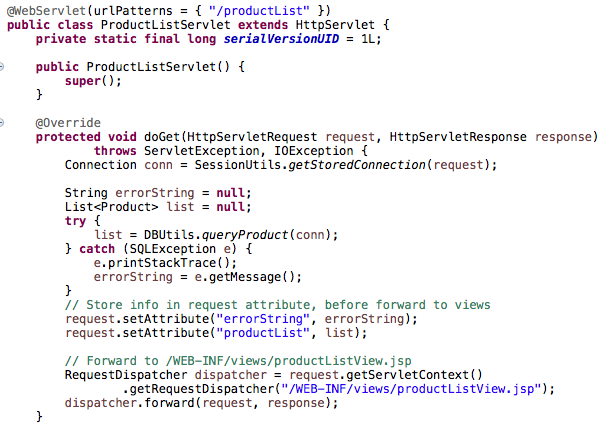 @WebServlet(urlPatterns = { "/productList" })
public class ProductListServlet extends HttpServlet {
    private static final long serialVersionUID = 1L;

    public ProductListServlet() {
        super();
    }

    @Override
    protected void doGet(HttpServletRequest request, HttpServletResponse response)
            throws ServletException, IOException {
        Connection conn = SessionUtils.getStoredConnection(request);

        String errorString = null;
        List<Product> list = null;
        try {
            list = DBUtils.queryProduct(conn);
        } catch (SQLException e) {
            e.printStackTrace();
            errorString = e.getMessage();
        }
        // Store info in request attribute, before forward to views
        request.setAttribute("errorString", errorString);
        request.setAttribute("productList", list);

        // Forward to /WEB-INF/views/productListView.jsp
        RequestDispatcher dispatcher = request.getServletContext()
                .getRequestDispatcher("/WEB-INF/views/productListView.jsp");
        dispatcher.forward(request, response);
    }